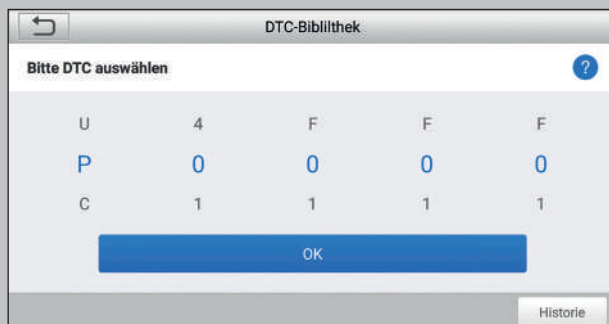 DTC-Biblilthek
Bitte DTC auswählen ?
U 4 F F F
P 0 0 0 0
C 1 1 1 1
OK
Historie